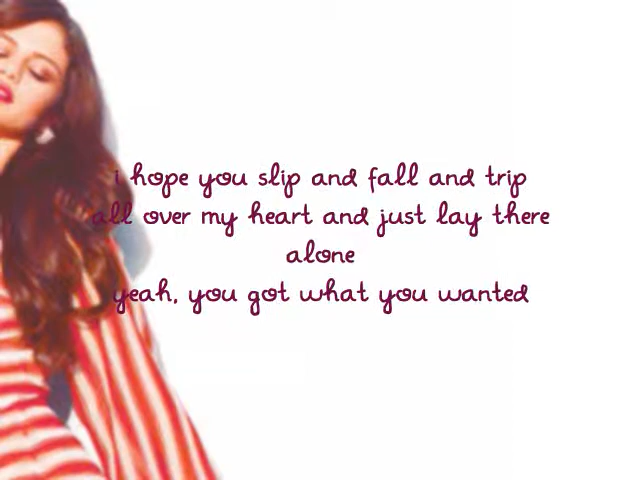 i hope you slip and fall and trip
all over my heart and just lay there
alone
yeah, you got what you wanted